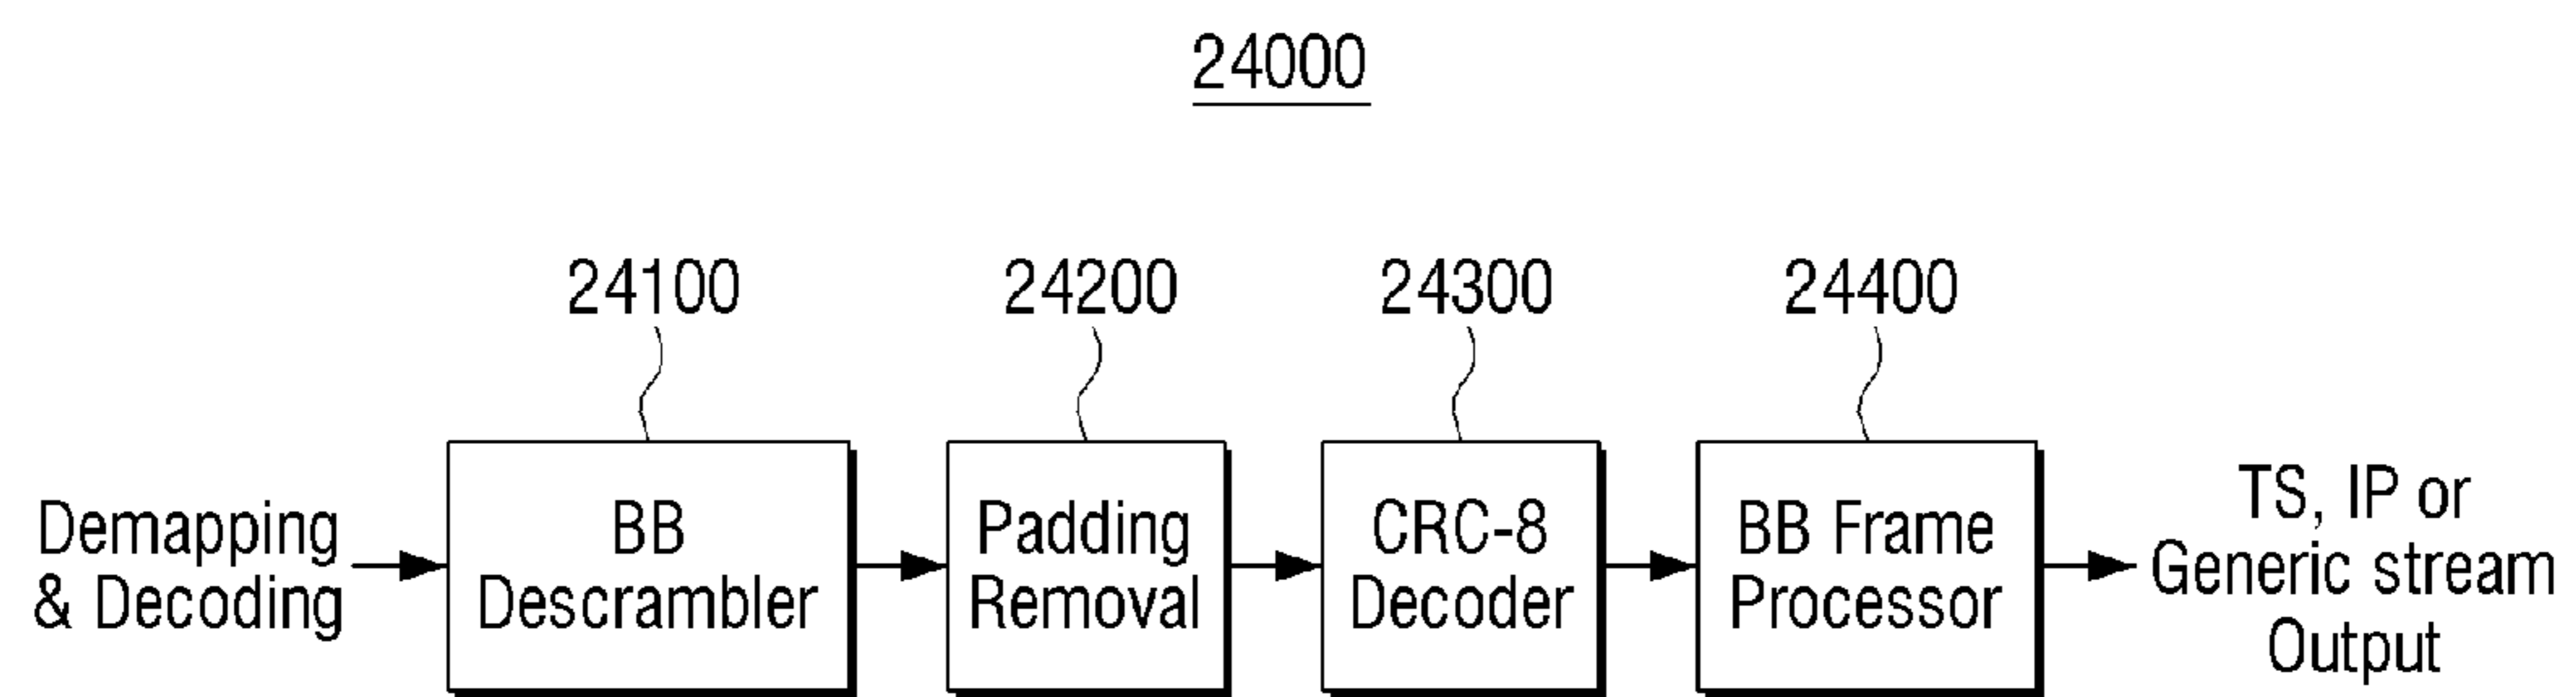 24000
24100
24200
24300
24400
Demapping
& Decoding
BB
Descrambler
Padding
Removal
CRC-8
Decoder
BB Frame
Processor
TS, IP or
Generic stream
Output